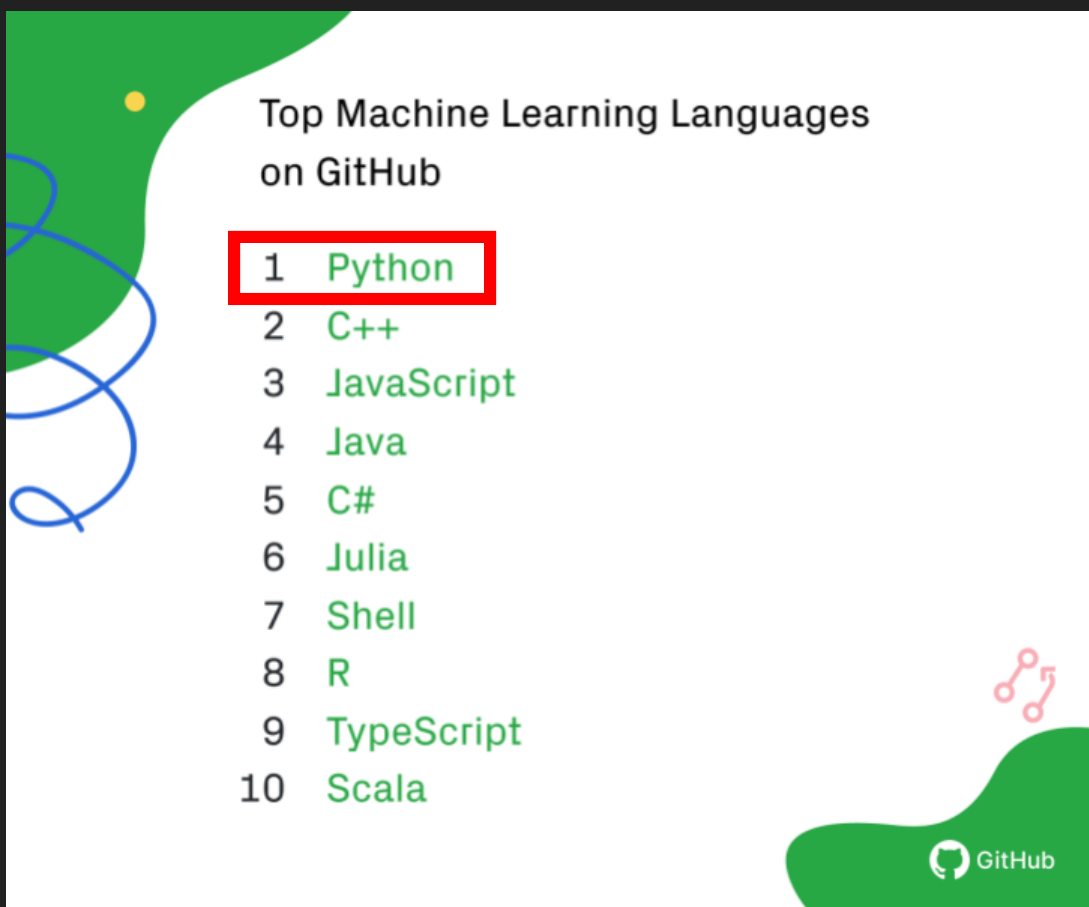 Top Machine Learning Languages
on GitHub
1 Python
2 C++
3 JavaScript
4 Java
5 C#
6 Julia
7 Shell
8 R
9 TypeScript
10 Scala
GitHub